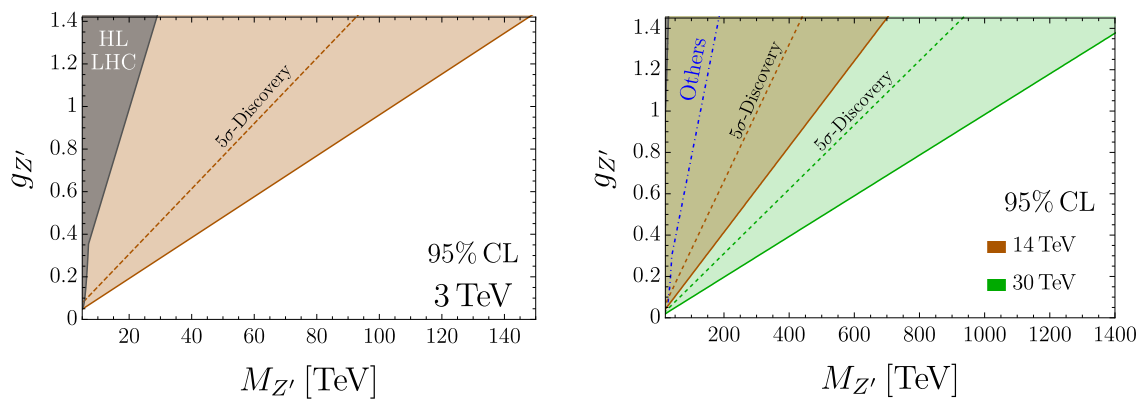 1.4
1.2
1
0.8
0.6
0.4
0.2
0
g_{Z'}
HL
LHC
5σ-Discovery
95% CL
3 TeV
20
40
60
80
100
120
140
M_{Z'} [TeV]
1.4
1.2
1
0.8
0.6
0.4
0.2
0
g_{Z'}
Others
5σ-Discovery
5σ-Discovery
95% CL
14 TeV
30 TeV
200
400
600
800
1000
1200
1400
M_{Z'} [TeV]